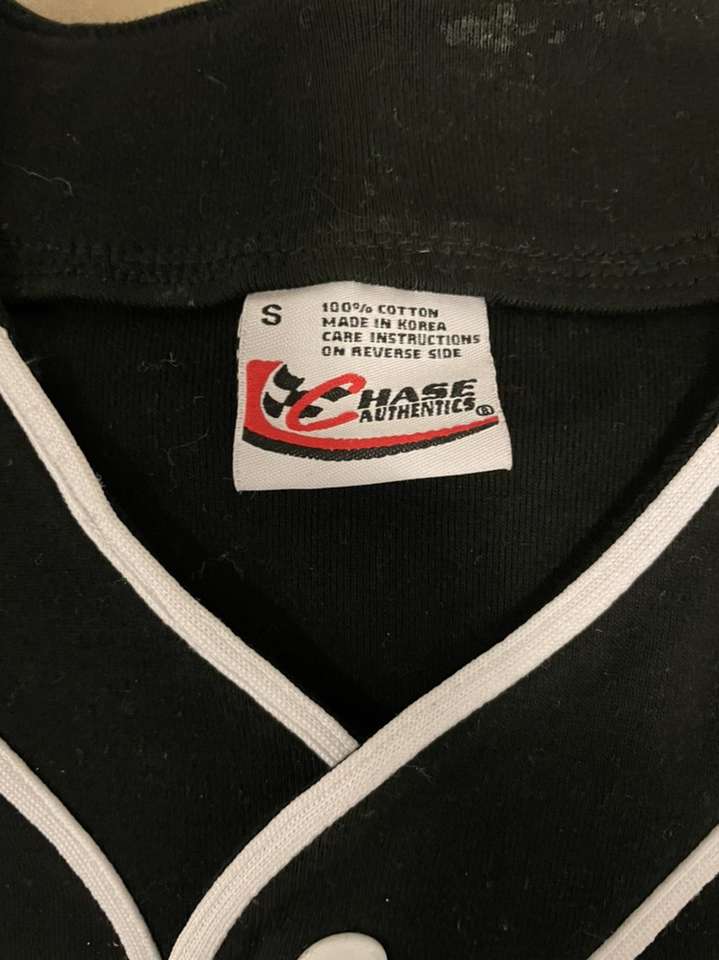 S
100% COTTON
MADE IN KOREA
CARE INSTRUCTIONS
ON REVERSE SIDE
CHASE
AUTHENTICS®